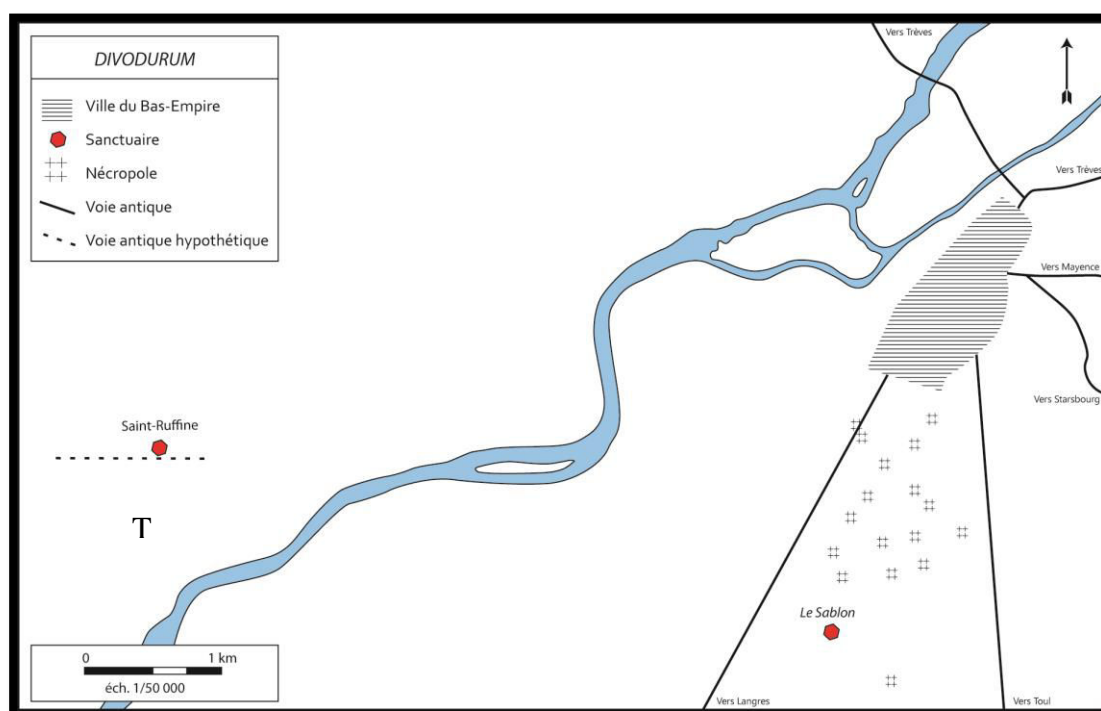 DIVODURUM
Ville du Bas-Empire
Sanctuaire
Nécropole
Voie antique
Voie antique hypothétique
Vers Trèves
Vers Trèves
Vers Mayence
Vers Starsbourg
Saint-Ruffine
T
Le Sablon
0 1 km
éch. 1/50 000
Vers Langres
Vers Toul